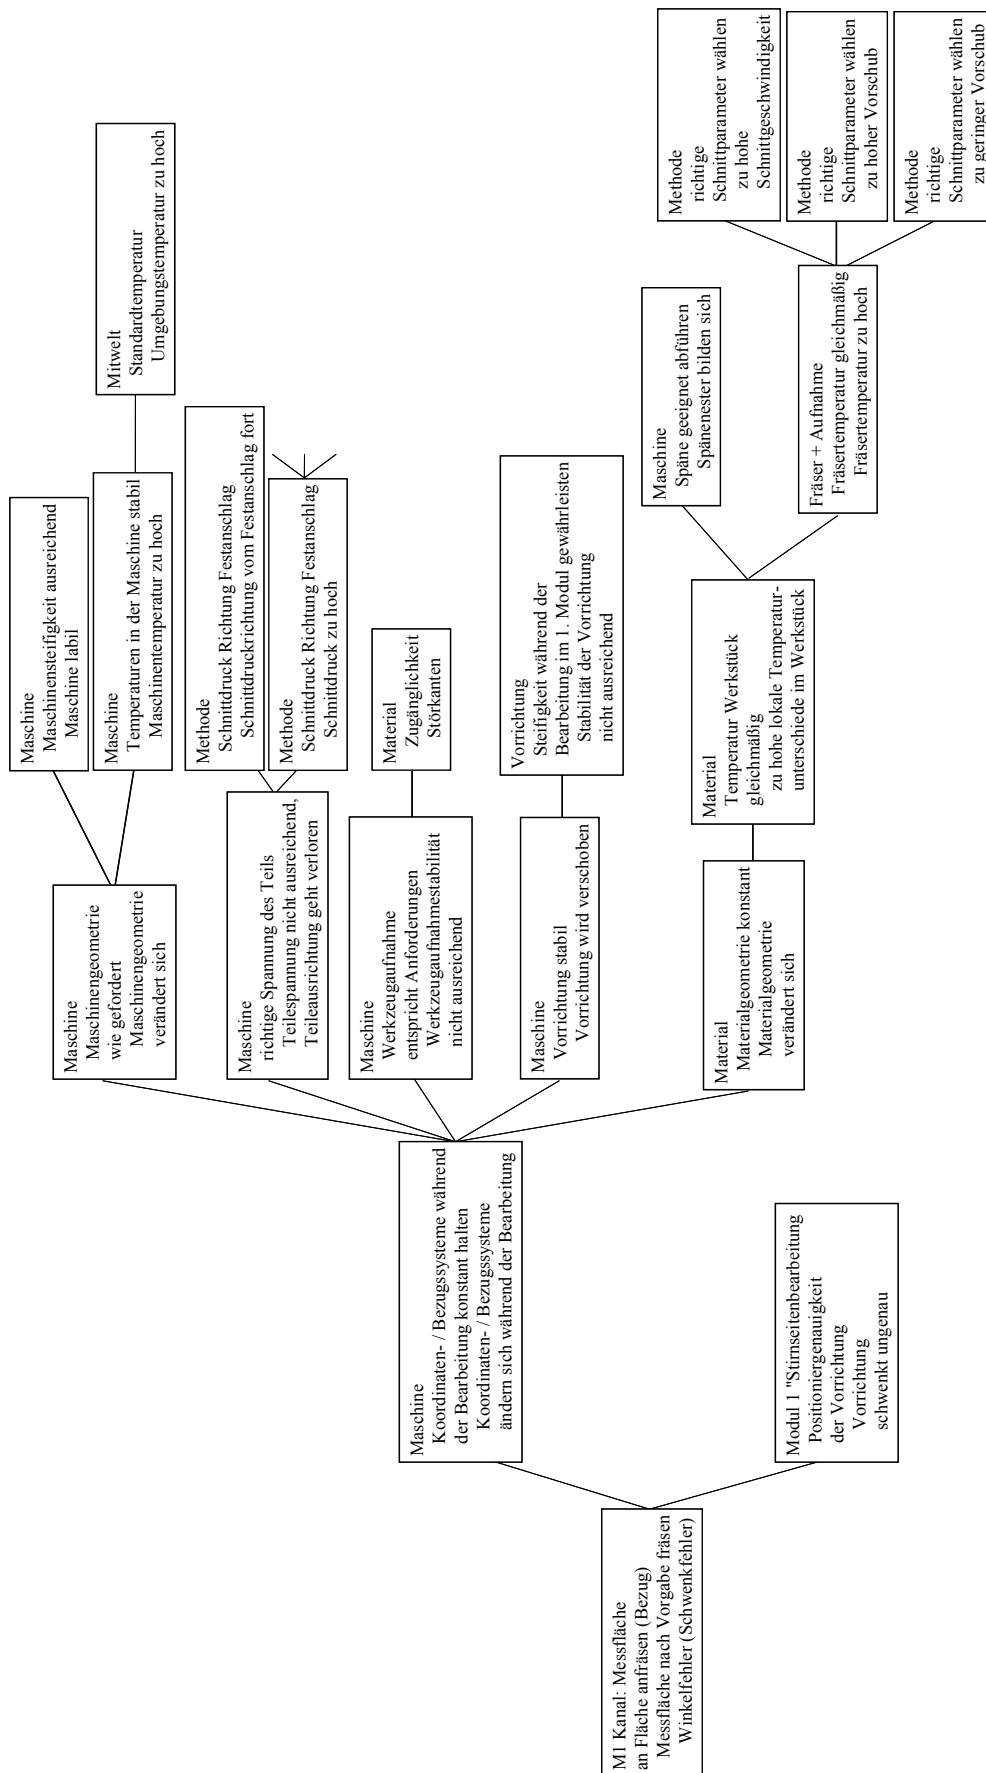 M1 Kanal: Messfläche
an Fläche anfräsen (Bezug)
Messfläche nach Vorgabe fräsen
Winkelfehler (Schwenkfehler)
Maschine
Koordinaten- / Bezugssysteme während
der Bearbeitung konstant halten
Koordinaten- / Bezugssysteme
ändern sich während der Bearbeitung
Modul 1 "Stirnseitenbearbeitung
Positioniergenauigkeit
der Vorrichtung
Vorrichtung
schwenkt ungenau
Maschine
Maschinengeometrie
wie gefordert
Maschinengeometrie
verändert sich
Maschine
richtige Spannung des Teils
Teilespannung nicht ausreichend,
Teileausrichtung geht verloren
Maschine
Werkzeugaufnahme
entspricht Anforderungen
Werkzeugaufnahmestabilität
nicht ausreichend
Maschine
Vorrichtung stabil
Vorrichtung wird verschoben
Material
Materialgeometrie konstant
Materialgeometrie
verändert sich
Maschine
Maschinensteifigkeit ausreichend
Maschine labil
Maschine
Temperaturen in der Maschine stabil
Maschinentemperatur zu hoch
Methode
Schnittdruck Richtung Festanschlag
Schnittdruckrichtung vom Festanschlag fort
Methode
Schnittdruck Richtung Festanschlag
Schnittdruck zu hoch
Material
Zugänglichkeit
Störkanten
Vorrichtung
Steifigkeit während der
Bearbeitung im 1. Modul gewährleisten
Stabilität der Vorrichtung
nicht ausreichend
Material
Temperatur Werkstück
gleichmäßig
zu hohe lokale Temperatur-
unterschiede im Werkstück
Mitwelt
Standardtemperatur
Umgebungstemperatur zu hoch
Maschine
Späne geeignet abführen
Spänenester bilden sich
Fräser + Aufnahme
Fräsertemperatur gleichmäßig
Fräsertemperatur zu hoch
Methode
richtige
Schnittparameter wählen
zu hohe
Schnittgeschwindigkeit
Methode
richtige
Schnittparameter wählen
zu hoher Vorschub
Methode
richtige
Schnittparameter wählen
zu geringer Vorschub